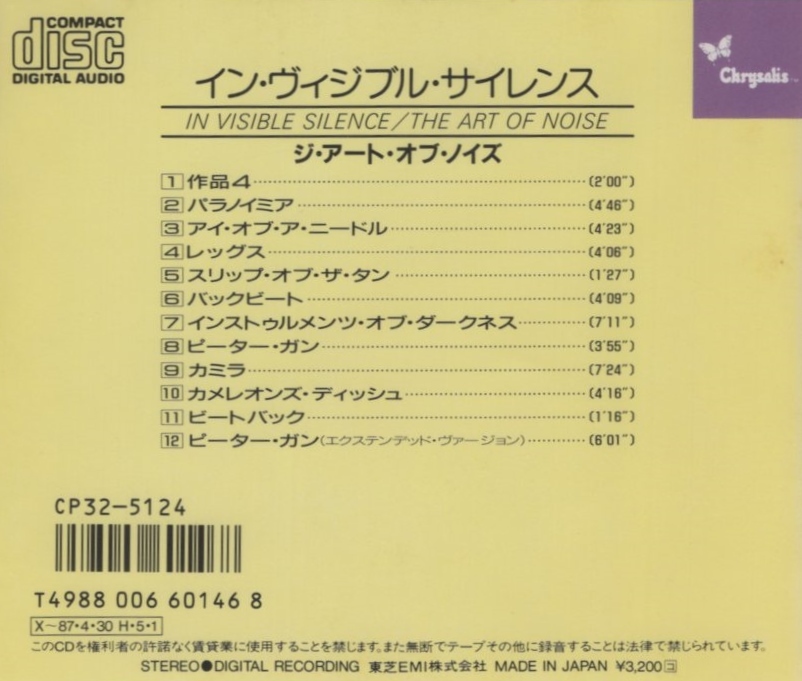 COMPACT
disc
DIGITAL AUDIO
Chrysalis™
イン・ヴィジブル・サイレンス
IN VISIBLE SILENCE/THE ART OF NOISE
ジ・アート・オブ・ノイズ
1 作品4 (2'00")
2 パラノイミア (4'46")
3 アイ・オブ・ア・ニードル (4'23")
4 レッグス (4'06")
5 スリップ・オブ・ザ・タン (1'27")
6 バックビート (4'09")
7 インストゥルメンツ・オブ・ダークネス (7'11")
8 ピーター・ガン (3'55")
9 カミラ (7'24")
10 カメレオンズ・ディッシュ (4'16")
11 ビートバック (1'16")
12 ピーター・ガン(エクステンデッド・ヴァージョン) (6'01")
CP32-5124
T4988 006 60146 8
X〜87・4・30 H・5・1
このCDを権利者の許諾なく賃貸業に使用することを禁じます。また無断でテープその他に録音することは法律で禁じられています。
STEREO●DIGITAL RECORDING 東芝EMI株式会社 MADE IN JAPAN ¥3,200コ